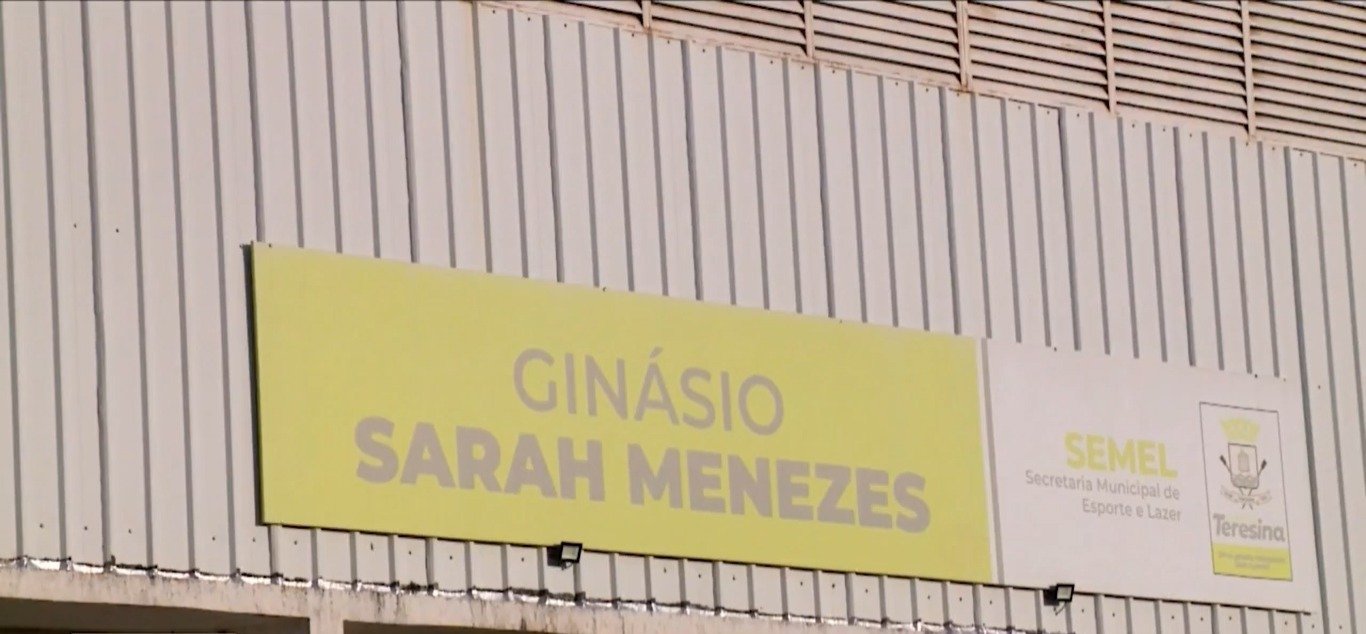 GINÁSIO
SARAH MENEZES
SEMEL
Secretaria Municipal de
Esporte e Lazer
Teresina